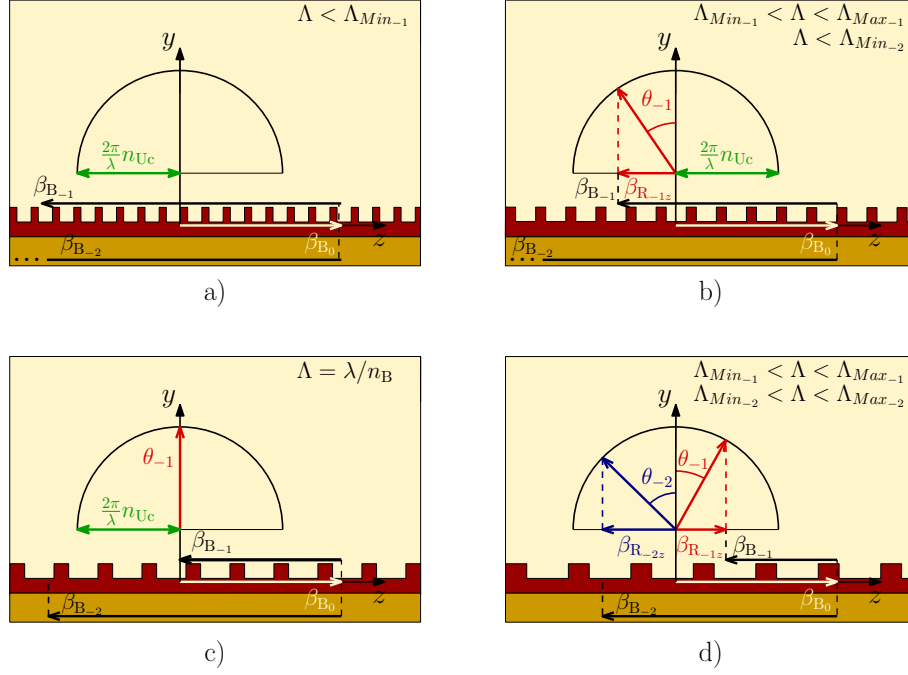 Λ < Λ_{Min_{-1}}
y
2π/λ n_{Uc}
β_{B_{-1}}
β_{B_0}
z
... β_{B_{-2}}
a)
Λ_{Min_{-1}} < Λ < Λ_{Max_{-1}}
Λ < Λ_{Min_{-2}}
y
θ_{-1}
2π/λ n_{Uc}
β_{B_{-1}}
β_{R_{-1z}}
β_{B_0}
z
... β_{B_{-2}}
b)
Λ = λ/n_B
y
θ_{-1}
2π/λ n_{Uc}
β_{B_{-1}}
β_{B_{-2}}
β_{B_0}
z
c)
Λ_{Min_{-1}} < Λ < Λ_{Max_{-1}}
Λ_{Min_{-2}} < Λ < Λ_{Max_{-2}}
y
θ_{-1}
θ_{-2}
β_{R_{-2z}}
β_{R_{-1z}}
β_{B_{-1}}
β_{B_{-2}}
β_{B_0}
z
d)